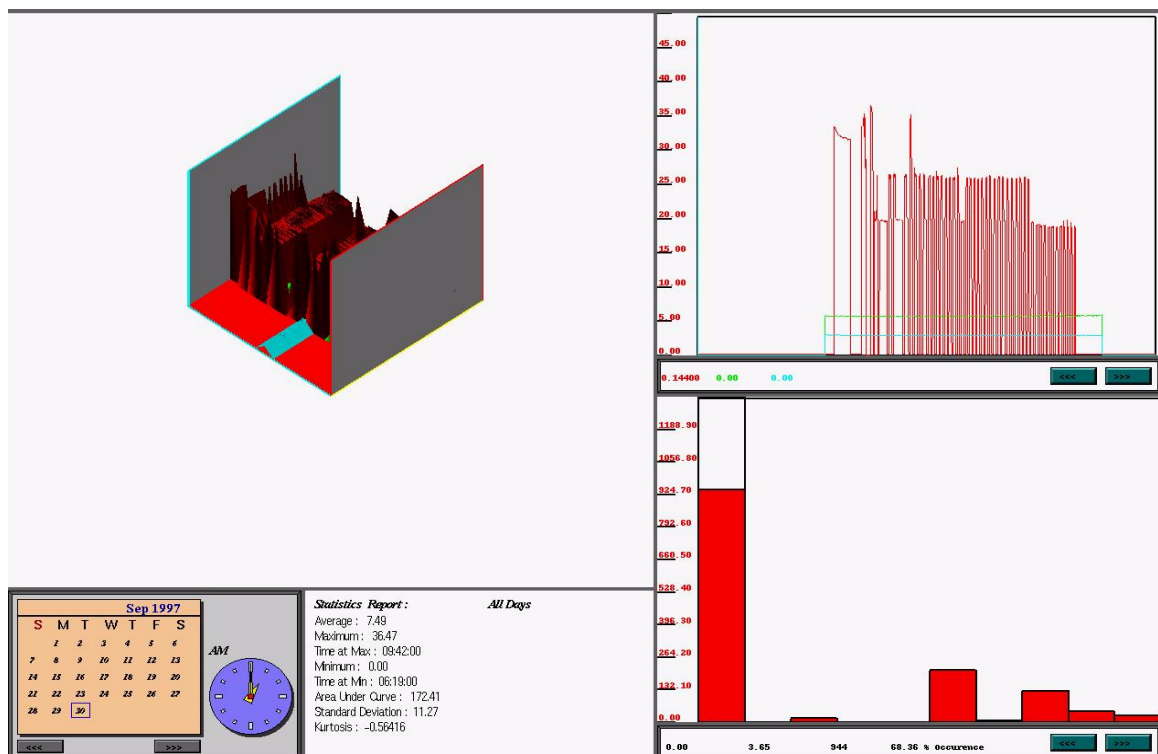 45.00
40.00
35.00
30.00
25.00
20.00
15.00
10.00
5.00
0.00
0.14400 0.00 0.00
<<< >>>
1188.90
1056.80
924.70
792.60
660.50
528.40
396.30
264.20
132.10
0.00
0.00 3.65 944 68.36 % Occurence
<<< >>>
Sep 1997
S M T W T F S
1 2 3 4 5 6
7 8 9 10 11 12 13
14 15 16 17 18 19 20
21 22 23 24 25 26 27
28 29 30
<<< >>>
AM
Statistics Report : All Days
Average : 7.49
Maximum : 36.47
Time at Max : 09:42:00
Minimum : 0.00
Time at Min : 06:19:00
Area Under Curve : 172.41
Standard Deviation : 11.27
Kurtosis : -0.56416